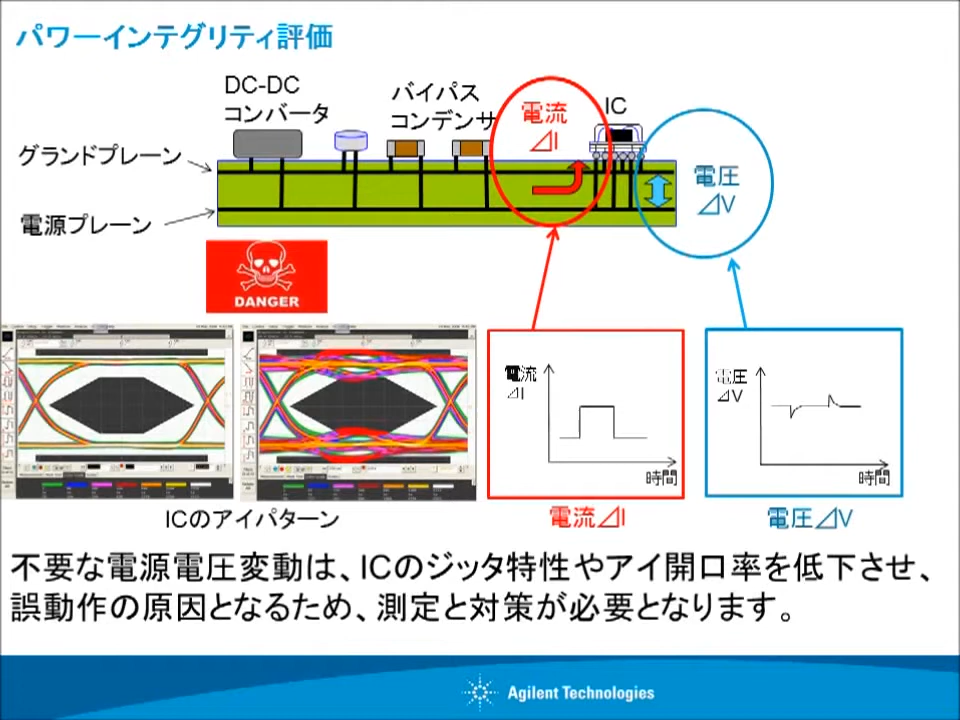 パワーインテグリティ評価
DC-DC
コンバータ
バイパス
コンデンサ
電流
⊿I
IC
グランドプレーン
電源プレーン
電圧
⊿V
DANGER
電流
⊿I
時間
電圧
⊿V
時間
ICのアイパターン
電流⊿I
電圧⊿V
不要な電源電圧変動は、ICのジッタ特性やアイ開口率を低下させ、
誤動作の原因となるため、測定と対策が必要となります。
Agilent Technologies